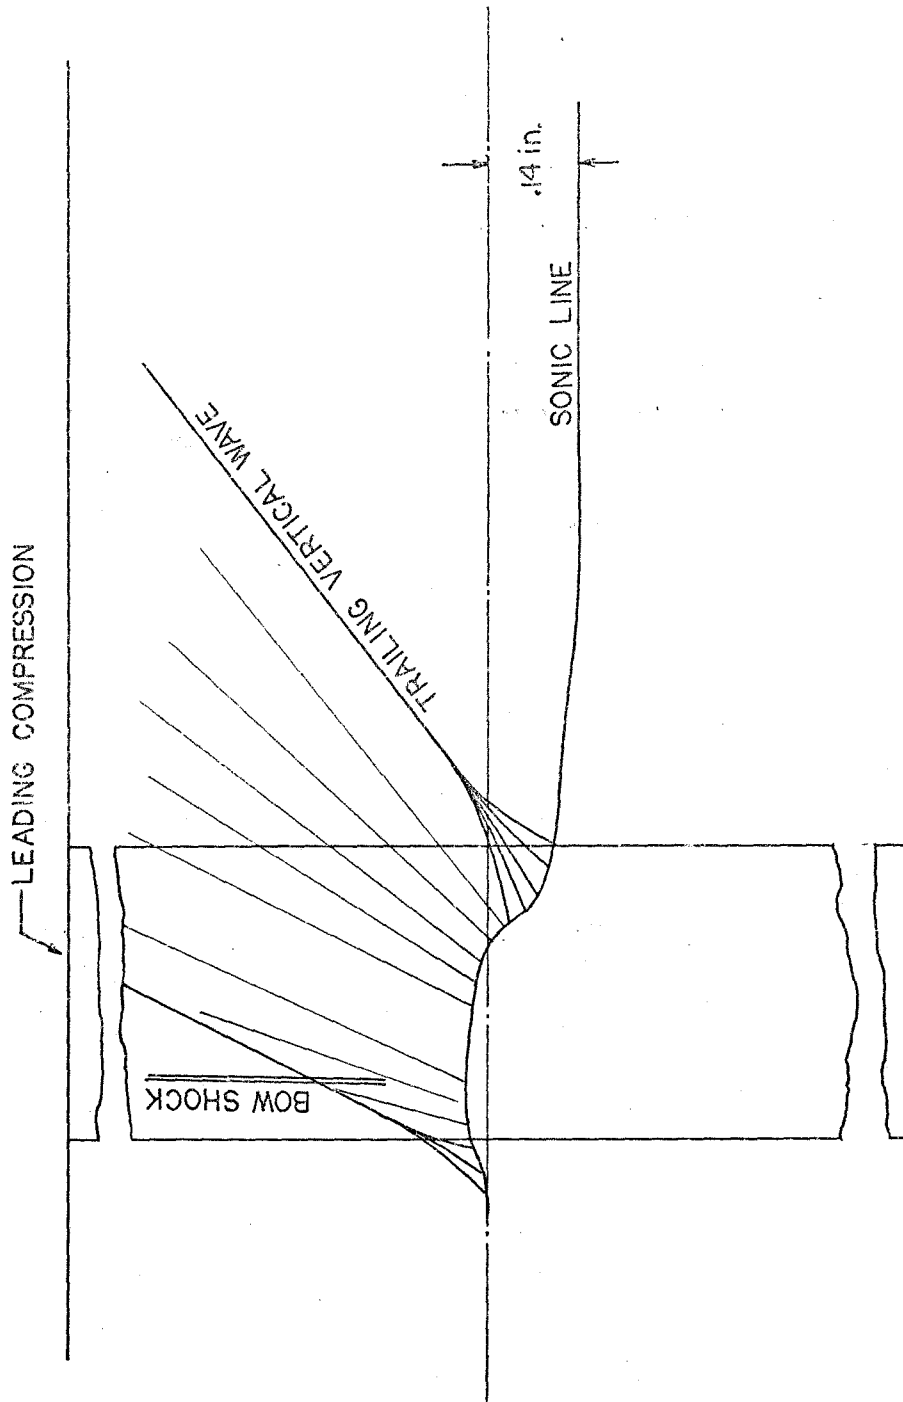 LEADING COMPRESSION
TRAILING VERTICAL WAVE
BOW SHOCK
.14 in.
SONIC LINE